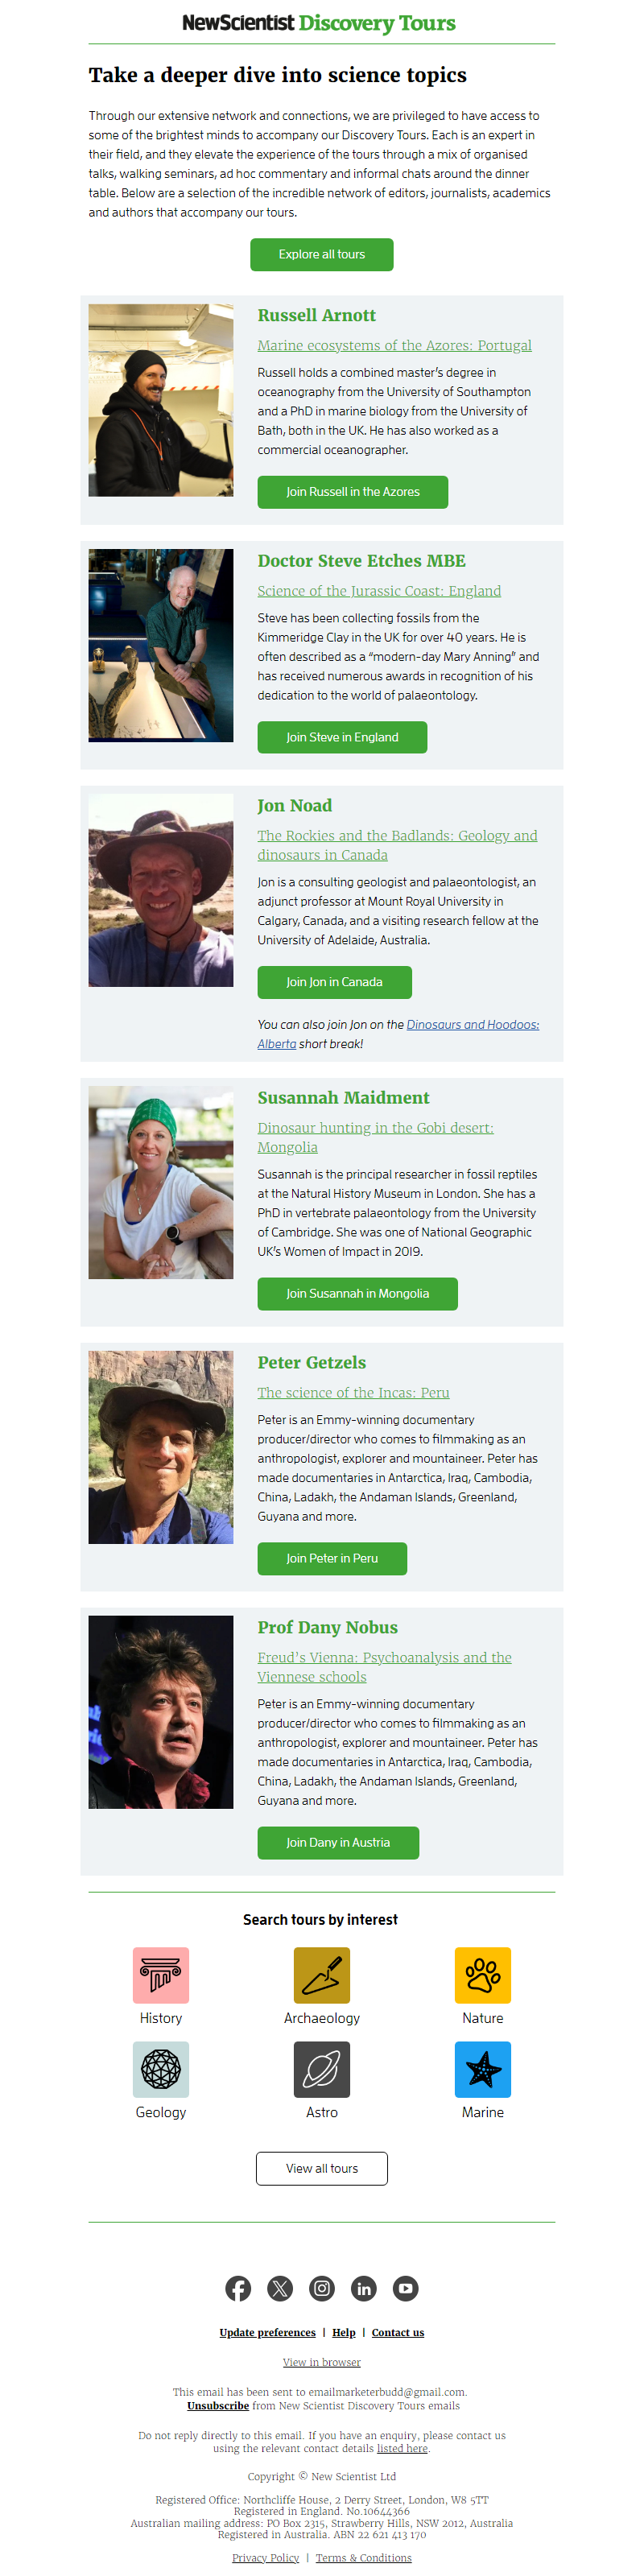 NewScientist Discovery Tours
Take a deeper dive into science topics
Through our extensive network and connections, we are privileged to have access to
some of the brightest minds to accompany our Discovery Tours. Each is an expert in
their field, and they elevate the experience of the tours through a mix of organised
talks, walking seminars, ad hoc commentary and informal chats around the dinner
table. Below are a selection of the incredible network of editors, journalists, academics
and authors that accompany our tours.
Explore all tours
Russell Arnott
Marine ecosystems of the Azores: Portugal
Russell holds a combined master's degree in
oceanography from the University of Southampton
and a PhD in marine biology from the University of
Bath, both in the UK. He has also worked as a
commercial oceanographer.
Join Russell in the Azores
Doctor Steve Etches MBE
Science of the Jurassic Coast: England
Steve has been collecting fossils from the
Kimmeridge Clay in the UK for over 40 years. He is
often described as a "modern-day Mary Anning" and
has received numerous awards in recognition of his
dedication to the world of palaeontology.
Join Steve in England
Jon Noad
The Rockies and the Badlands: Geology and
dinosaurs in Canada
Jon is a consulting geologist and palaeontologist, an
adjunct professor at Mount Royal University in
Calgary, Canada, and a visiting research fellow at the
University of Adelaide, Australia.
Join Jon in Canada
You can also join Jon on the Dinosaurs and Hoodoos:
Alberta short break!
Susannah Maidment
Dinosaur hunting in the Gobi desert:
Mongolia
Susannah is the principal researcher in fossil reptiles
at the Natural History Museum in London. She has a
PhD in vertebrate palaeontology from the University
of Cambridge. She was one of National Geographic
UK's Women of Impact in 2019.
Join Susannah in Mongolia
Peter Getzels
The science of the Incas: Peru
Peter is an Emmy-winning documentary
producer/director who comes to filmmaking as an
anthropologist, explorer and mountaineer. Peter has
made documentaries in Antarctica, Iraq, Cambodia,
China, Ladakh, the Andaman Islands, Greenland,
Guyana and more.
Join Peter in Peru
Prof Dany Nobus
Freud's Vienna: Psychoanalysis and the
Viennese schools
Peter is an Emmy-winning documentary
producer/director who comes to filmmaking as an
anthropologist, explorer and mountaineer. Peter has
made documentaries in Antarctica, Iraq, Cambodia,
China, Ladakh, the Andaman Islands, Greenland,
Guyana and more.
Join Dany in Austria
Search tours by interest
History Archaeology Nature
Geology Astro Marine
View all tours
Update preferences | Help | Contact us
View in browser
This email has been sent to emailmarketerbudd@gmail.com.
Unsubscribe from New Scientist Discovery Tours emails
Do not reply directly to this email. If you have an enquiry, please contact us
using the relevant contact details listed here.
Copyright © New Scientist Ltd
Registered Office: Northcliffe House, 2 Derry Street, London, W8 5TT
Registered in England. No.10644366
Australian mailing address: PO Box 2315, Strawberry Hills, NSW 2012, Australia
Registered in Australia. ABN 22 621 413 170
Privacy Policy | Terms & Conditions